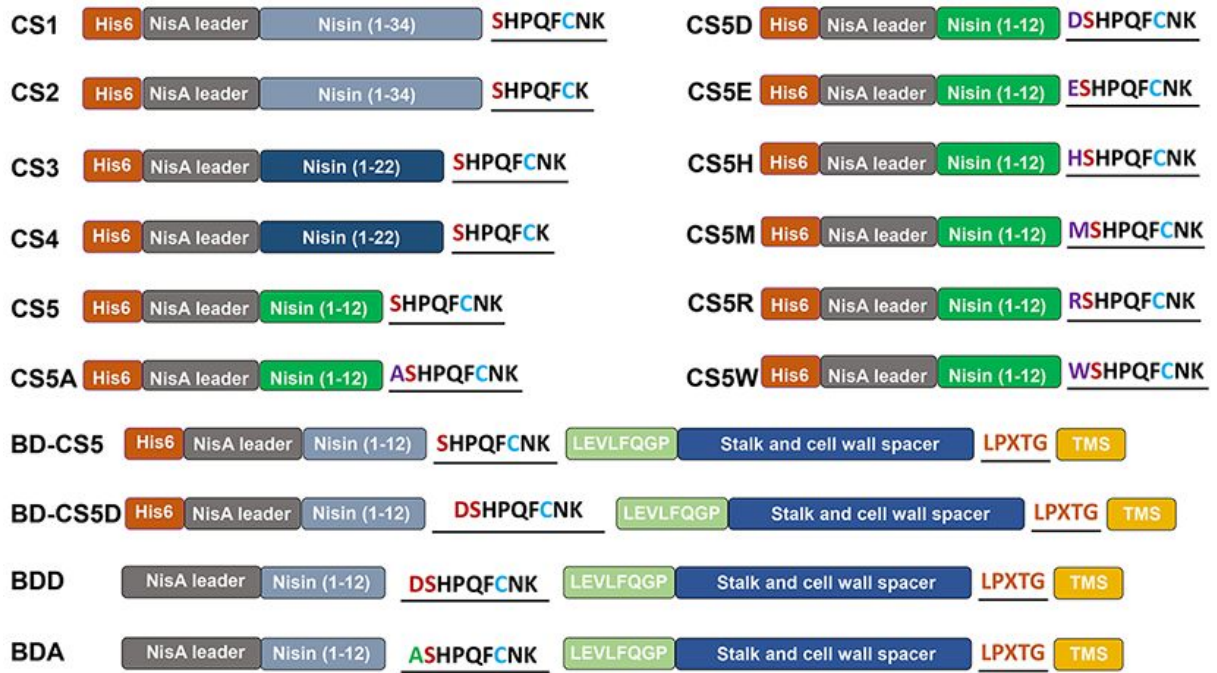 CS1 His6 NisA leader Nisin (1-34) SHPQFCNK
CS2 His6 NisA leader Nisin (1-34) SHPQFCK
CS3 His6 NisA leader Nisin (1-22) SHPQFCNK
CS4 His6 NisA leader Nisin (1-22) SHPQFCK
CS5 His6 NisA leader Nisin (1-12) SHPQFCNK
CS5A His6 NisA leader Nisin (1-12) ASHPQFCNK
CS5D His6 NisA leader Nisin (1-12) DSHPQFCNK
CS5E His6 NisA leader Nisin (1-12) ESHPQFCNK
CS5H His6 NisA leader Nisin (1-12) HSHPQFCNK
CS5M His6 NisA leader Nisin (1-12) MSHPQFCNK
CS5R His6 NisA leader Nisin (1-12) RSHPQFCNK
CS5W His6 NisA leader Nisin (1-12) WSHPQFCNK
BD-CS5 His6 NisA leader Nisin (1-12) SHPQFCNK LEVLFQGP Stalk and cell wall spacer LPXTG TMS
BD-CS5D His6 NisA leader Nisin (1-12) DSHPQFCNK LEVLFQGP Stalk and cell wall spacer LPXTG TMS
BDD NisA leader Nisin (1-12) DSHPQFCNK LEVLFQGP Stalk and cell wall spacer LPXTG TMS
BDA NisA leader Nisin (1-12) ASHPQFCNK LEVLFQGP Stalk and cell wall spacer LPXTG TMS